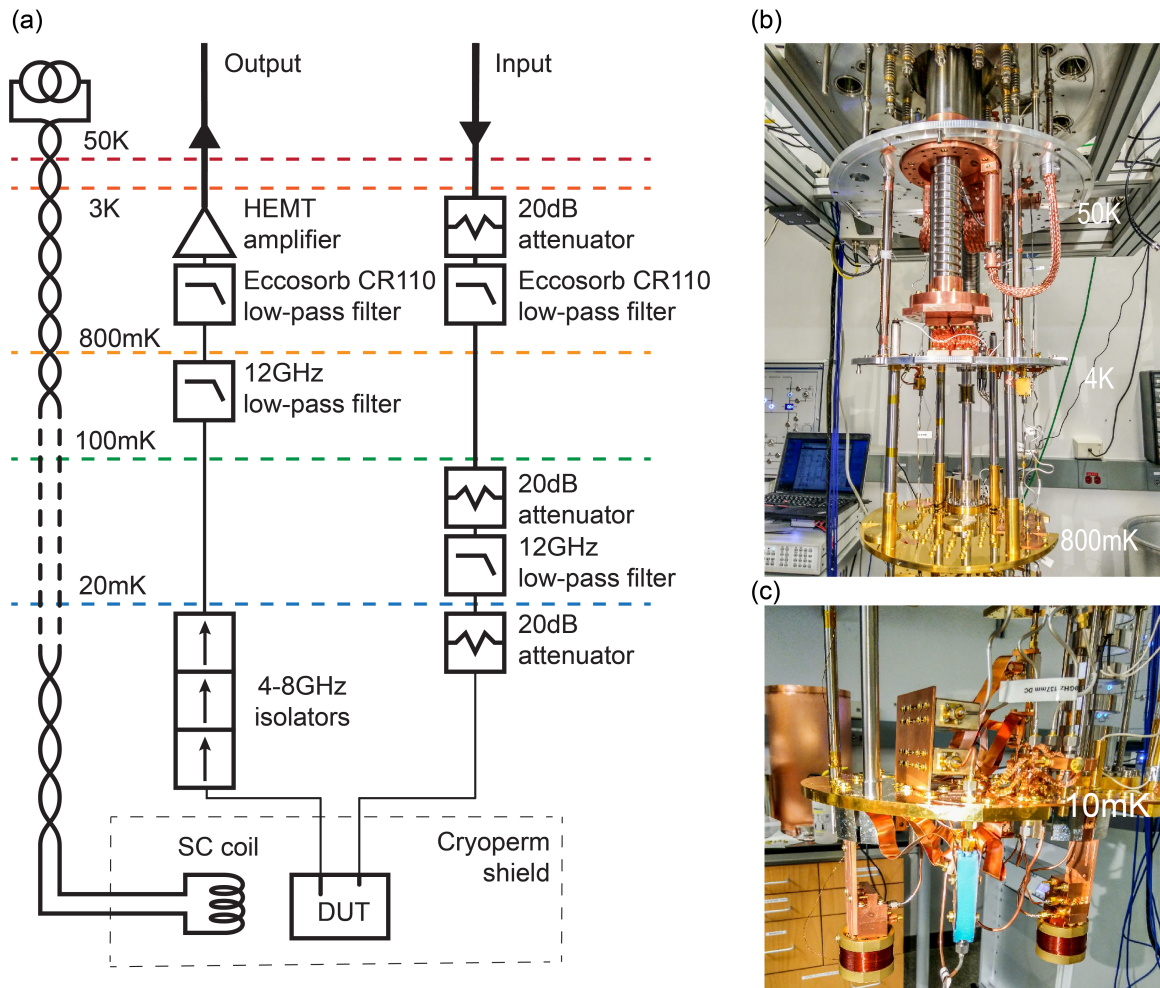 (a)
Output
Input
50K
3K
HEMT
amplifier
20dB
attenuator
Eccosorb CR110
low-pass filter
Eccosorb CR110
low-pass filter
800mK
12GHz
low-pass filter
100mK
20dB
attenuator
12GHz
low-pass filter
20mK
20dB
attenuator
4-8GHz
isolators
SC coil
Cryoperm
shield
DUT
(b)
50K
4K
800mK
(c)
10mK